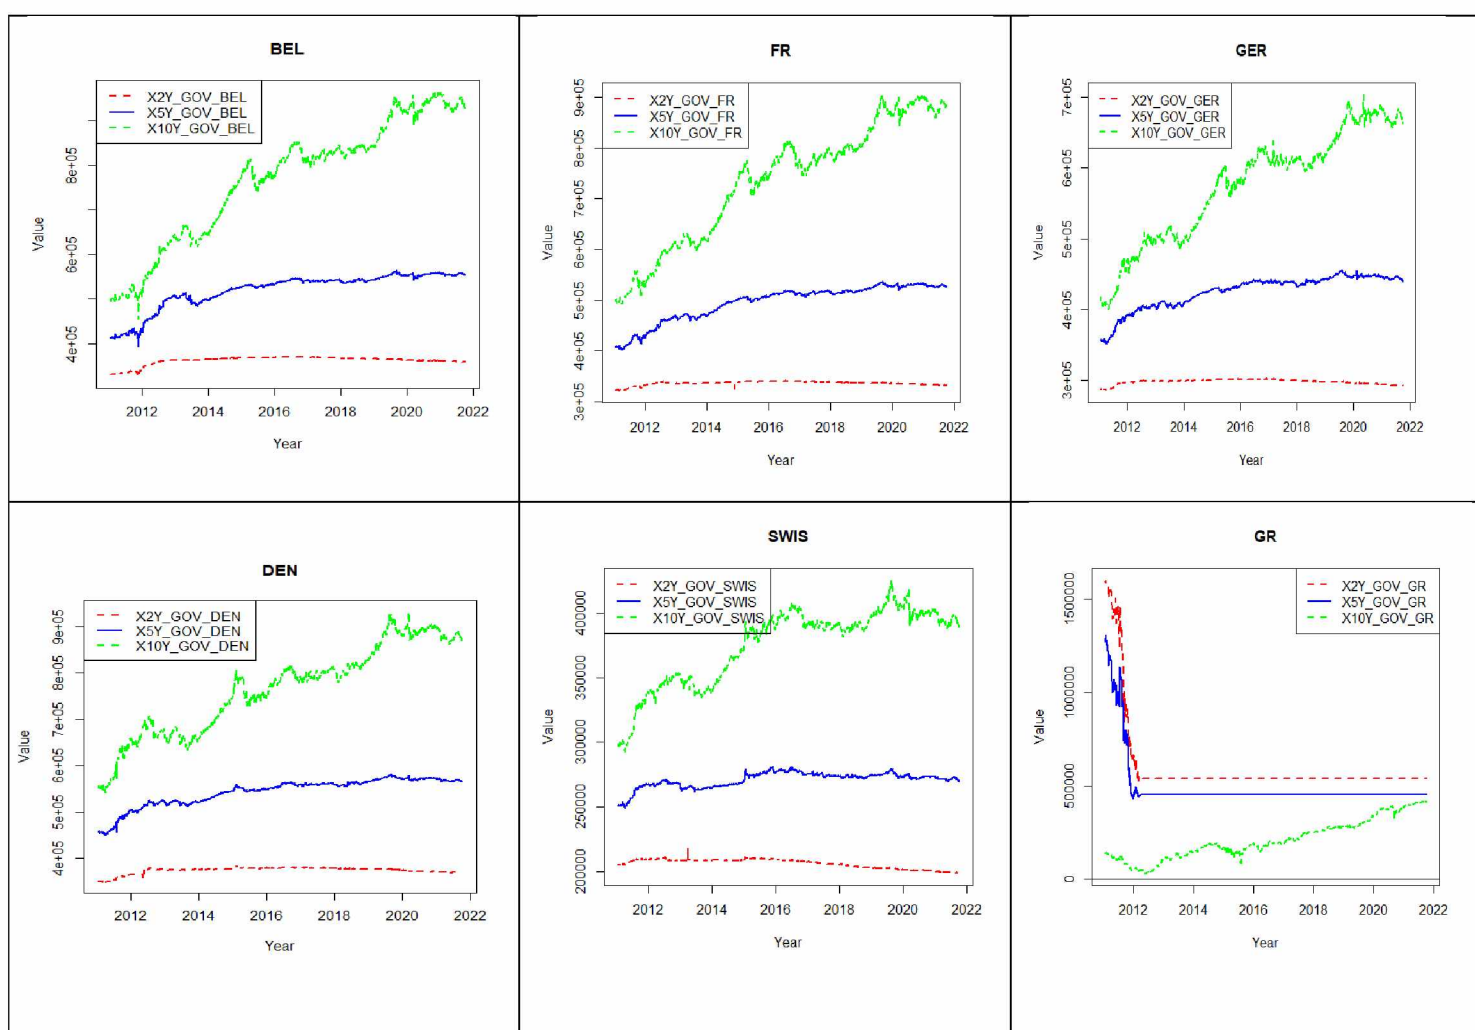 BEL
X2Y_GOV_BEL
X5Y_GOV_BEL
X10Y_GOV_BEL
Value
4e+05
6e+05
8e+05
2012 2014 2016 2018 2020 2022
Year
FR
X2Y_GOV_FR
X5Y_GOV_FR
X10Y_GOV_FR
Value
3e+05 4e+05 5e+05 6e+05 7e+05 8e+05 9e+05
2012 2014 2016 2018 2020 2022
Year
GER
X2Y_GOV_GER
X5Y_GOV_GER
X10Y_GOV_GER
Value
3e+05 4e+05 5e+05 6e+05 7e+05
2012 2014 2016 2018 2020 2022
Year
DEN
X2Y_GOV_DEN
X5Y_GOV_DEN
X10Y_GOV_DEN
Value
4e+05 5e+05 6e+05 7e+05 8e+05 9e+05
2012 2014 2016 2018 2020 2022
Year
SWIS
X2Y_GOV_SWIS
X5Y_GOV_SWIS
X10Y_GOV_SWIS
Value
200000 250000 300000 350000 400000
2012 2014 2016 2018 2020 2022
Year
GR
X2Y_GOV_GR
X5Y_GOV_GR
X10Y_GOV_GR
Value
0 500000 1000000 1500000
2012 2014 2016 2018 2020 2022
Year